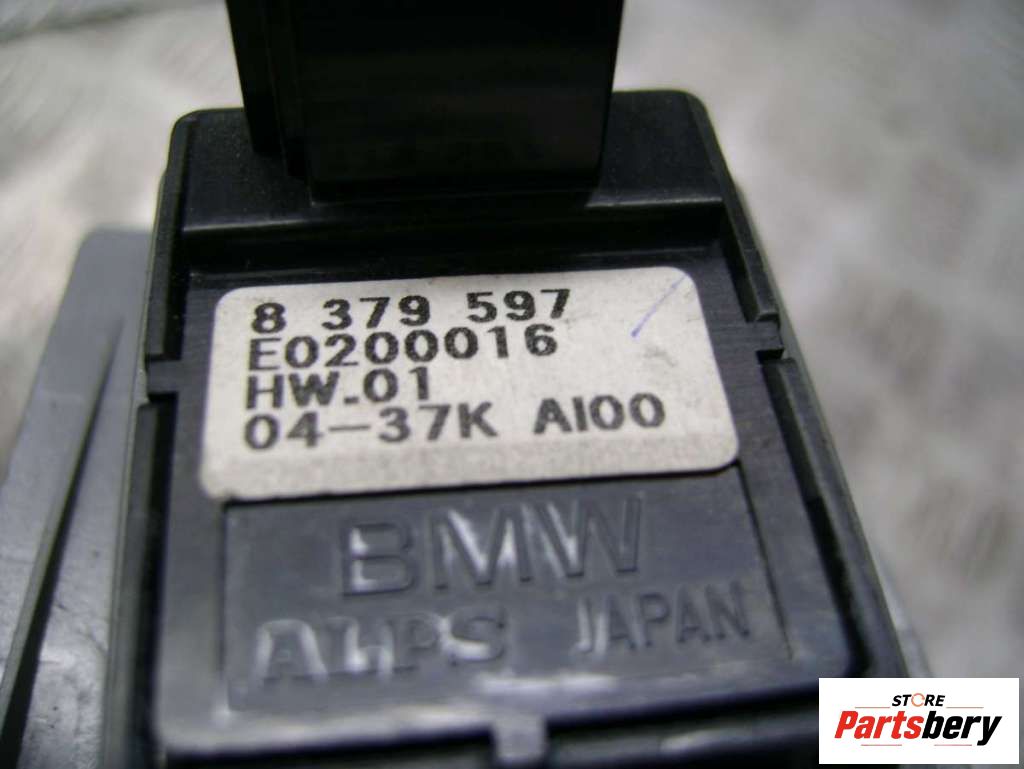 8 379 597
E0200016
HW.01
04-37K AI00
BMW
ALPS JAPAN
STORE
Partsbery